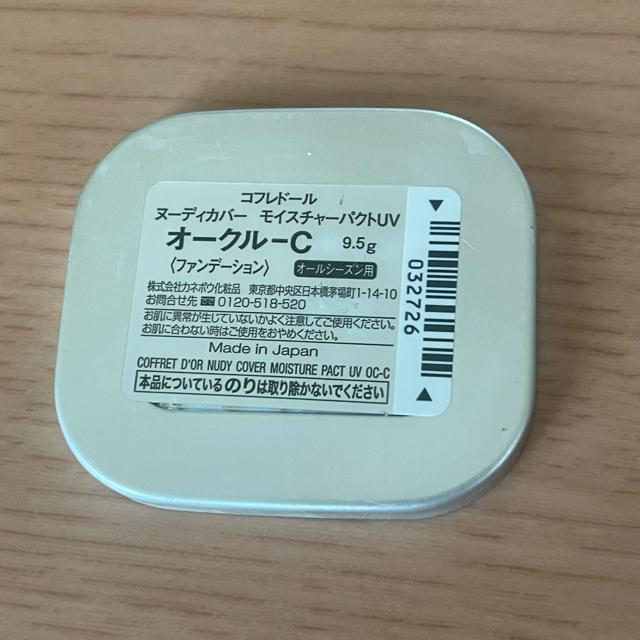 コフレドール
ヌーディカバー モイスチャーパクトUV
オークル-C 9.5g
〈ファンデーション〉 オールシーズン用
株式会社カネボウ化粧品 東京都中央区日本橋茅場町1-14-10
お問合せ先 0120-518-520
お肌に異常が生じていないかよく注意してご使用ください。
お肌に合わない時はご使用をおやめください。
Made in Japan
COFFRET D'OR NUDY COVER MOISTURE PACT UV OC-C
本品についているのりは取り除かないでください
032726